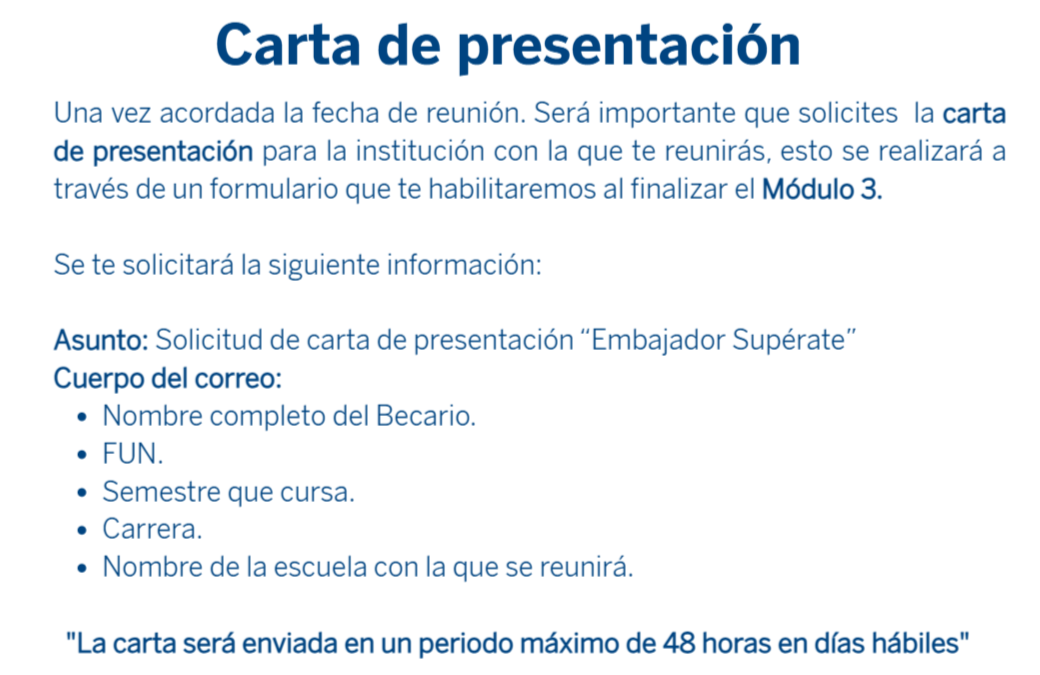 Carta de presentación
Una vez acordada la fecha de reunión. Será importante que solicites la carta
de presentación para la institución con la que te reunirás, esto se realizará a
través de un formulario que te habilitaremos al finalizar el Módulo 3.
Se te solicitará la siguiente información:
Asunto: Solicitud de carta de presentación “Embajador Supérate”
Cuerpo del correo:
• Nombre completo del Becario.
• FUN.
• Semestre que cursa.
• Carrera.
• Nombre de la escuela con la que se reunirá.
"La carta será enviada en un periodo máximo de 48 horas en días hábiles"